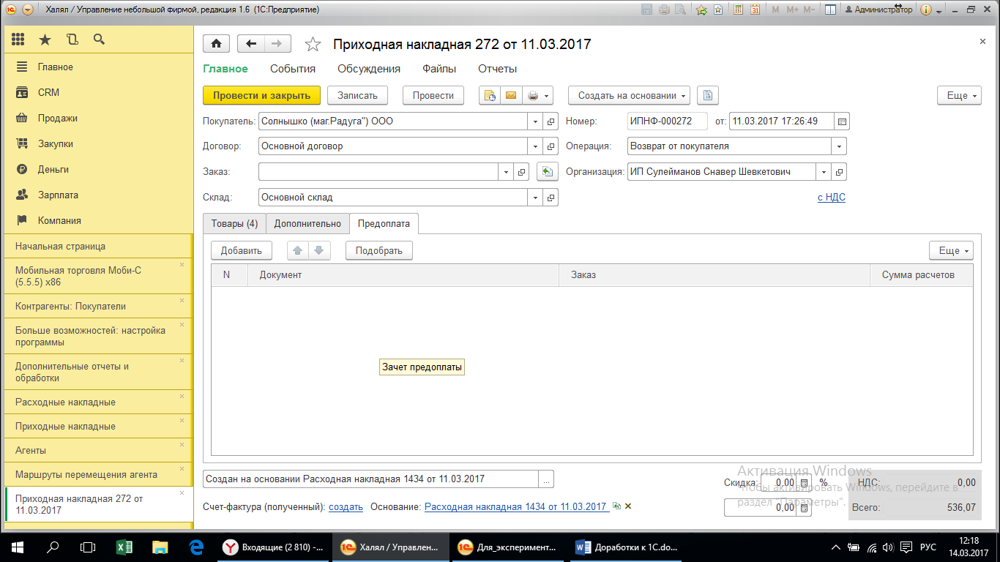 Халял / Управление небольшой фирмой, редакция 1.6 (1С:Предприятие)
M M+ M- Администратор
Приходная накладная 272 от 11.03.2017
Главное События Обсуждения Файлы Отчеты
Провести и закрыть Записать Провести Создать на основании Еще
Покупатель: Солнышко (маг.Радуга") ООО Номер: ИПНФ-000272 от: 11.03.2017 17:26:49
Договор: Основной договор Операция: Возврат от покупателя
Заказ: Организация: ИП Сулейманов Снавер Шевкетович
Склад: Основной склад с НДС
Товары (4) Дополнительно Предоплата
Добавить Подобрать Еще
N Документ Заказ Сумма расчетов
Зачет предоплаты
Главное
CRM
Продажи
Закупки
Деньги
Зарплата
Компания
Начальная страница
Мобильная торговля Моби-С
(5.5.5) x86
Контрагенты: Покупатели
Больше возможностей: настройка
программы
Дополнительные отчеты и
обработки
Расходные накладные
Приходные накладные
Агенты
Маршруты перемещения агента
Приходная накладная 272 от
11.03.2017
Создан на основании Расходная накладная 1434 от 11.03.2017 ...
Скидка: 0,00 % НДС: 0,00
Счет-фактура (полученный): создать Основание: Расходная накладная 1434 от 11.03.2017
0,00 Всего: 536,07
Активация Windows
Чтобы активировать Windows, перейдите в
раздел "Параметры".
Входящие (2 810) -... Халял / Управлен... Для_эксперимент... Доработки к 1С.do... РУС 12:18
14.03.2017